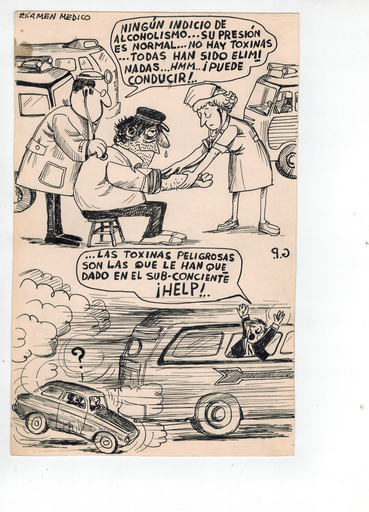 EXAMEN MEDICO
NINGÚN INDICIO DE
ALCOHOLISMO...SU PRESIÓN
ES NORMAL...NO HAY TOXINAS
...TODAS HAN SIDO ELIMI
NADAS...HMM..¡PUEDE
CONDUCIR!..
...LAS TOXINAS PELIGROSAS
SON LAS QUE LE HAN QUE
DADO EN EL SUB-CONCIENTE
¡HELP!..
?